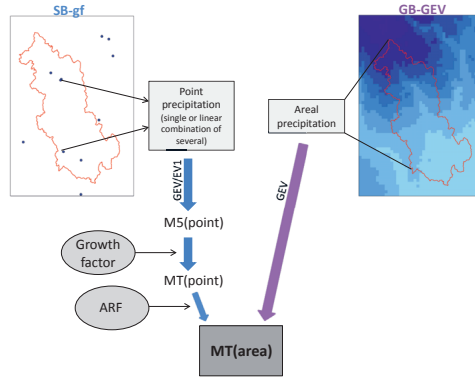 SB-gf
GB-GEV
Point
precipitation
(single or linear
combination of
several)
Areal
precipitation
GEV/EV1
GEV
M5(point)
Growth
factor
MT(point)
ARF
MT(area)